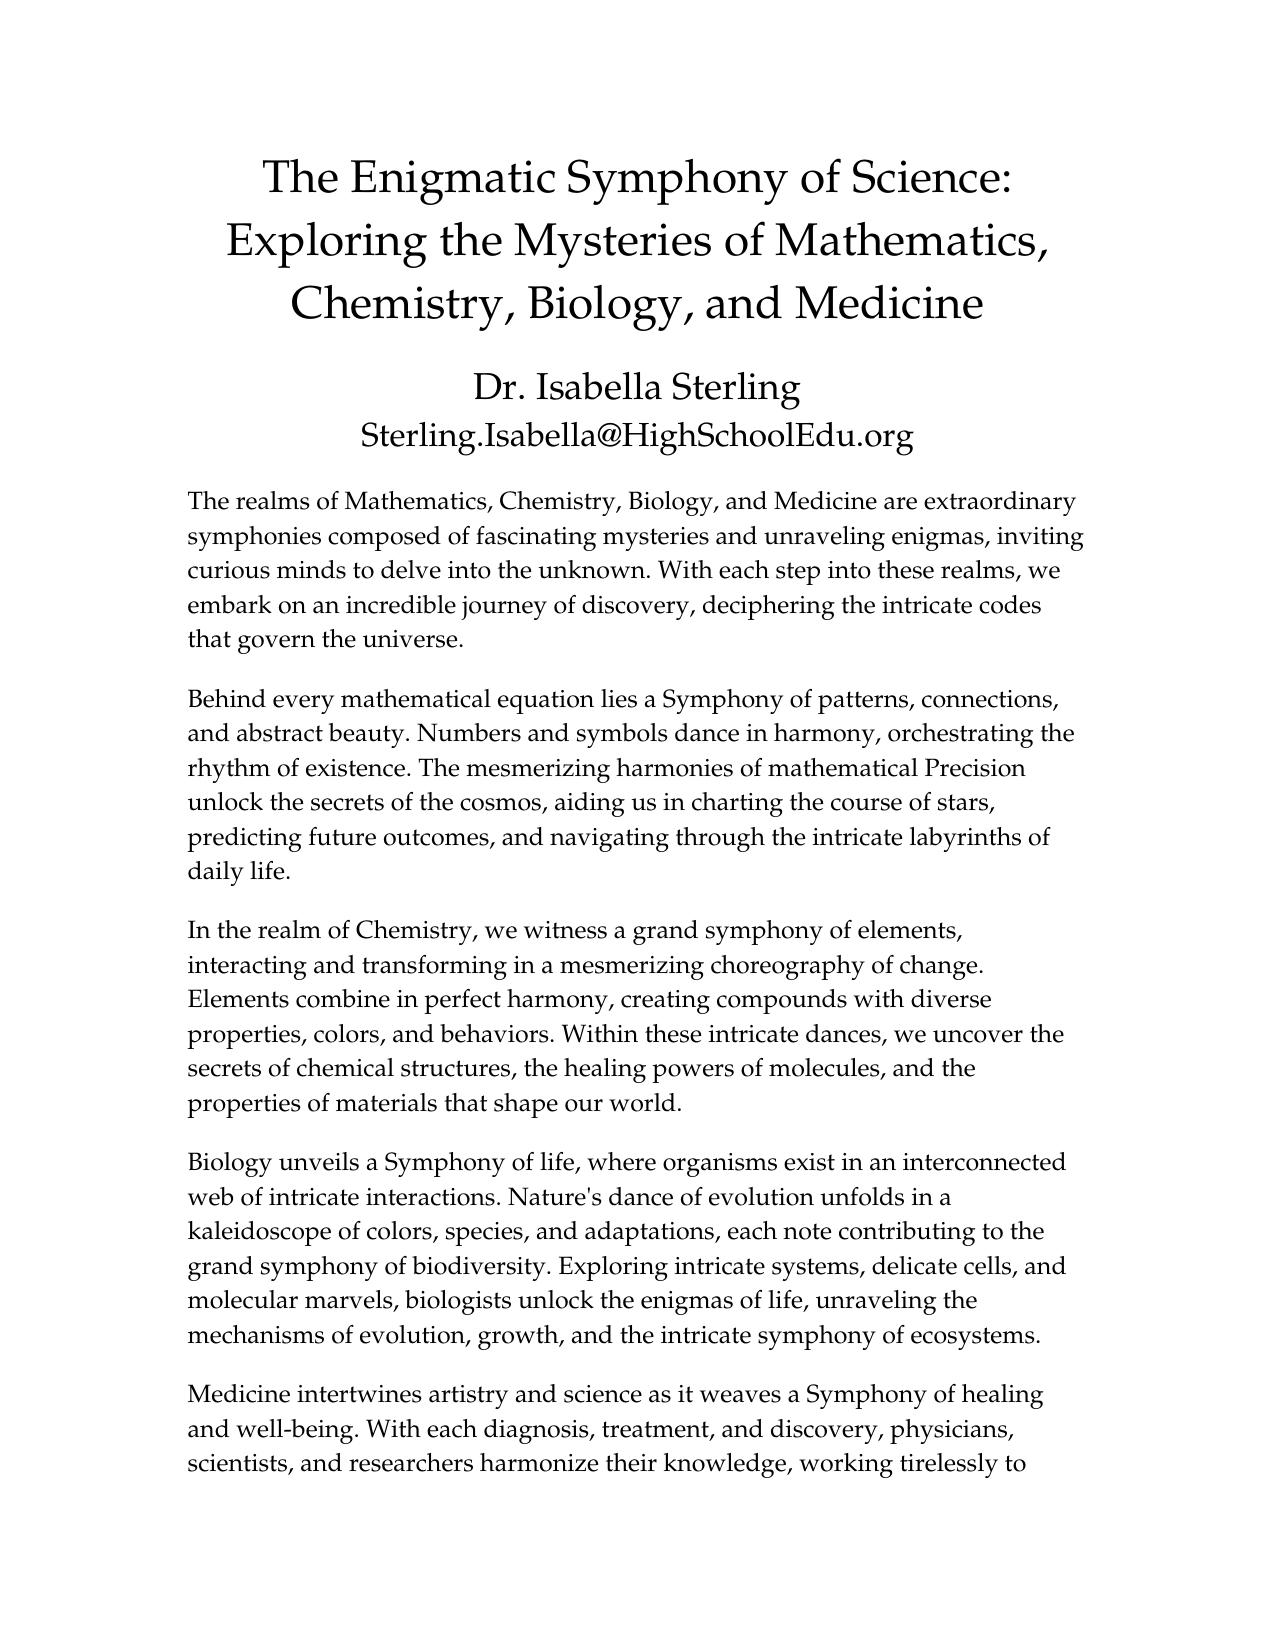 The Enigmatic Symphony of Science:
Exploring the Mysteries of Mathematics,
Chemistry, Biology, and Medicine
Dr. Isabella Sterling
Sterling.Isabella@HighSchoolEdu.org
The realms of Mathematics, Chemistry, Biology, and Medicine are extraordinary
symphonies composed of fascinating mysteries and unraveling enigmas, inviting
curious minds to delve into the unknown. With each step into these realms, we
embark on an incredible journey of discovery, deciphering the intricate codes
that govern the universe.
Behind every mathematical equation lies a Symphony of patterns, connections,
and abstract beauty. Numbers and symbols dance in harmony, orchestrating the
rhythm of existence. The mesmerizing harmonies of mathematical Precision
unlock the secrets of the cosmos, aiding us in charting the course of stars,
predicting future outcomes, and navigating through the intricate labyrinths of
daily life.
In the realm of Chemistry, we witness a grand symphony of elements,
interacting and transforming in a mesmerizing choreography of change.
Elements combine in perfect harmony, creating compounds with diverse
properties, colors, and behaviors. Within these intricate dances, we uncover the
secrets of chemical structures, the healing powers of molecules, and the
properties of materials that shape our world.
Biology unveils a Symphony of life, where organisms exist in an interconnected
web of intricate interactions. Nature's dance of evolution unfolds in a
kaleidoscope of colors, species, and adaptations, each note contributing to the
grand symphony of biodiversity. Exploring intricate systems, delicate cells, and
molecular marvels, biologists unlock the enigmas of life, unraveling the
mechanisms of evolution, growth, and the intricate symphony of ecosystems.
Medicine intertwines artistry and science as it weaves a Symphony of healing
and well-being. With each diagnosis, treatment, and discovery, physicians,
scientists, and researchers harmonize their knowledge, working tirelessly to